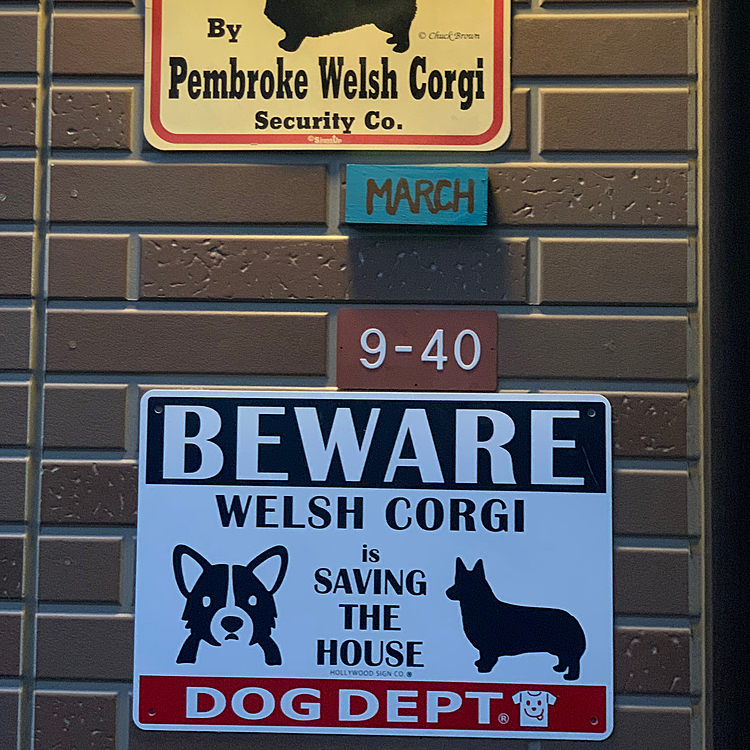 By
© Chuck Brown
Pembroke Welsh Corgi
Security Co.
©SignsUp
MARCH
9-40
BEWARE
WELSH CORGI
is
SAVING
THE
HOUSE
HOLLYWOOD SIGN CO.®
DOG DEPT®